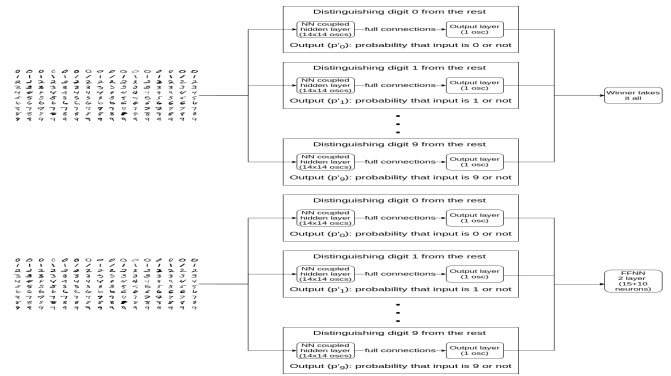 Distinguishing digit 0 from the rest
NN coupled
hidden layer
(14x14 oscs)
full connections
Output layer
(1 osc)
Output (p'0): probability that input is 0 or not
Distinguishing digit 1 from the rest
NN coupled
hidden layer
(14x14 oscs)
full connections
Output layer
(1 osc)
Output (p'1): probability that input is 1 or not
Distinguishing digit 9 from the rest
NN coupled
hidden layer
(14x14 oscs)
full connections
Output layer
(1 osc)
Output (p'9): probability that input is 9 or not
Winner takes
it all
Distinguishing digit 0 from the rest
NN coupled
hidden layer
(14x14 oscs)
full connections
Output layer
(1 osc)
Output (p'0): probability that input is 0 or not
Distinguishing digit 1 from the rest
NN coupled
hidden layer
(14x14 oscs)
full connections
Output layer
(1 osc)
Output (p'1): probability that input is 1 or not
Distinguishing digit 9 from the rest
NN coupled
hidden layer
(14x14 oscs)
full connections
Output layer
(1 osc)
Output (p'9): probability that input is 9 or not
FFNN
2 layer
(15+10
neurons)